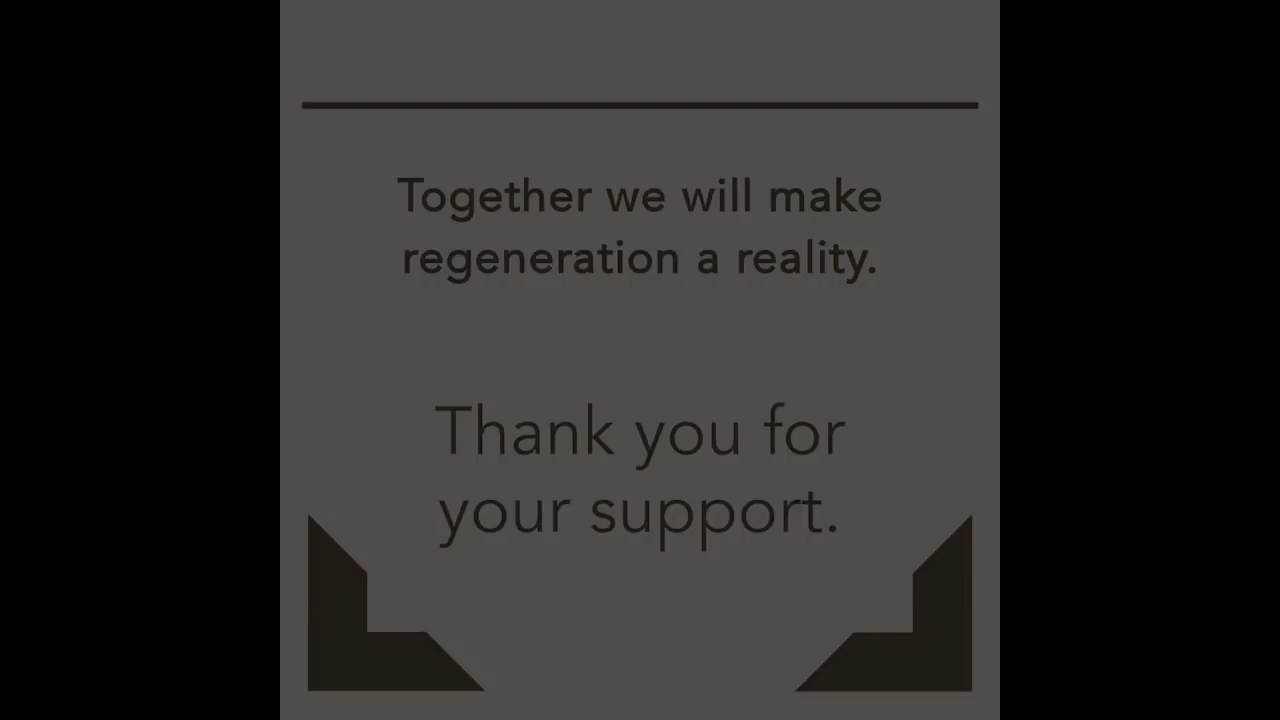 Together we will make
regeneration a reality.
Thank you for
your support.